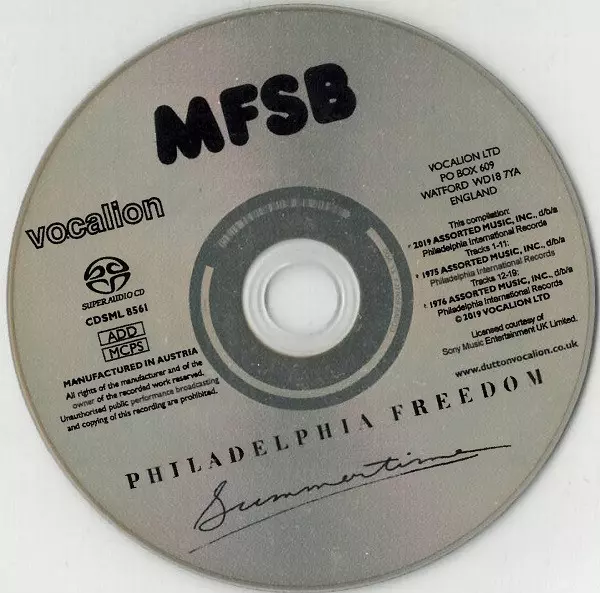 MFSB
vocalion
SUPER AUDIO CD
CDSML 8561
ADD
MCPS
MANUFACTURED IN AUSTRIA
All rights of the manufacturer and of the
owner of the recorded work reserved.
Unauthorised public performance broadcasting
and copying of this recording are prohibited.
VOCALION LTD
PO BOX 609
WATFORD WD18 7YA
ENGLAND
This compilation:
℗ 2019 ASSORTED MUSIC, INC., d/b/a
Philadelphia International Records
Tracks 1-11:
℗ 1975 ASSORTED MUSIC, INC., d/b/a
Philadelphia International Records
Tracks 12-19:
℗ 1976 ASSORTED MUSIC, INC., d/b/a
Philadelphia International Records
© 2019 VOCALION LTD
Licensed courtesy of
Sony Music Entertainment UK Limited.
www.duttonvocalion.co.uk
PHILADELPHIA FREEDOM
Summertime